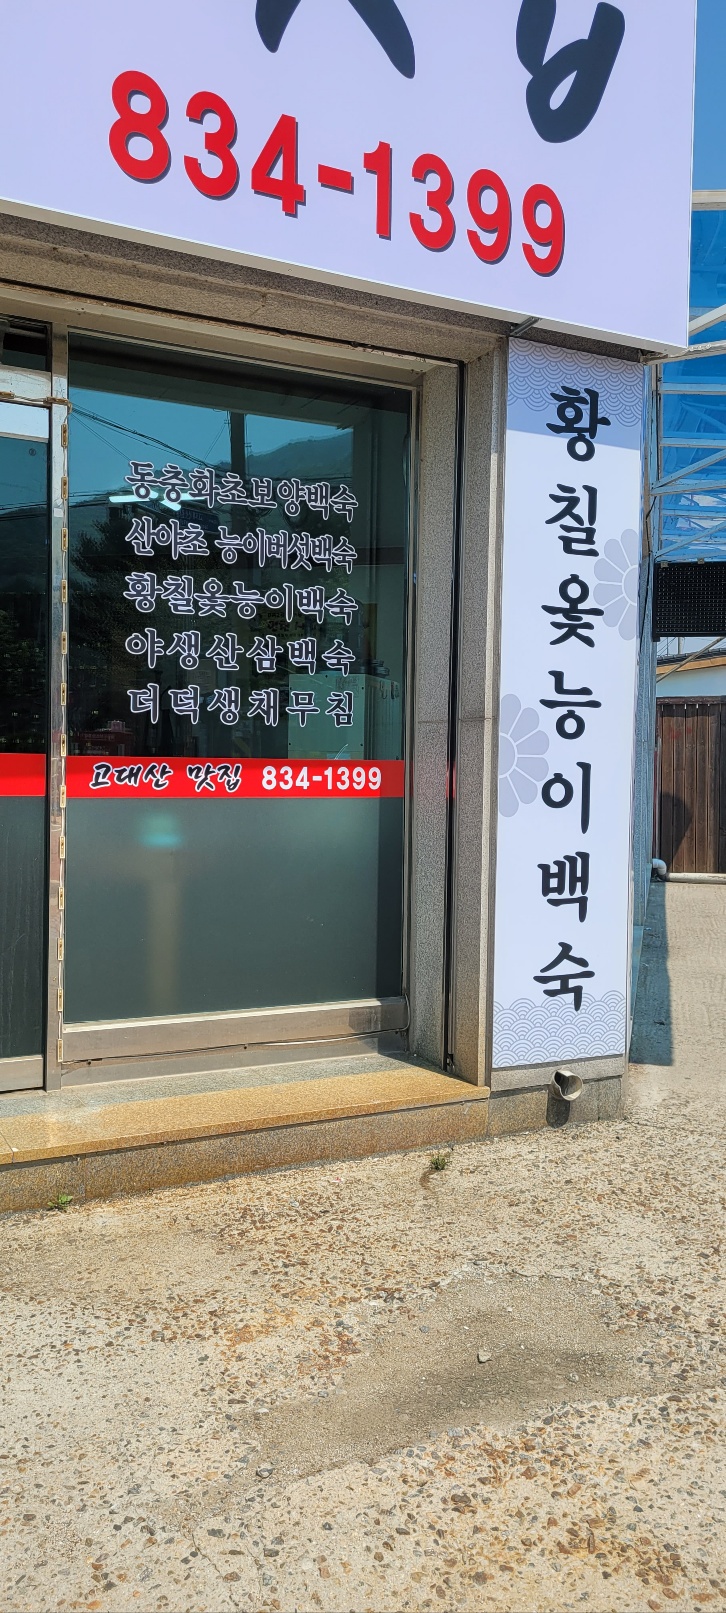 834-1399
동충화초보양백숙
산야초 능이버섯백숙
황칠옻능이백숙
야생산삼백숙
더덕생채무침
고대산 맛집 834-1399
황칠옻능이백숙